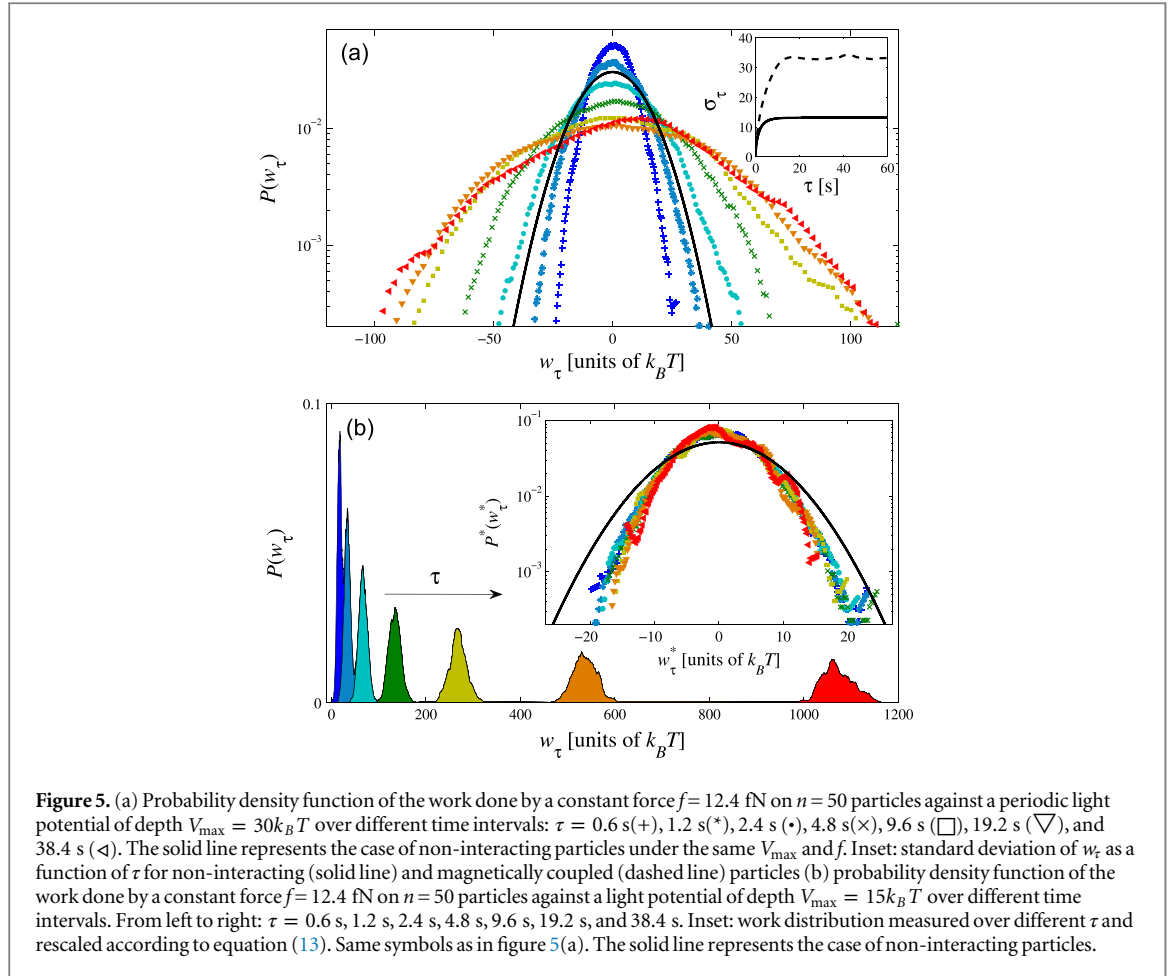 (a)
40
30
20
10
0
σ_τ
0 20 40 60
τ [s]
P(w_τ)
10⁻²
10⁻³
−100 −50 0 50 100
w_τ [units of k_BT]
(b)
0.1
0
P(w_τ)
τ
10⁻¹
10⁻²
10⁻³
P*(w_τ*)
−20 −10 0 10 20
w_τ* [units of k_BT]
0 200 400 600 800 1000 1200
w_τ [units of k_BT]
Figure 5. (a) Probability density function of the work done by a constant force f = 12.4 fN on n = 50 particles against a periodic light
potential of depth V_max = 30k_BT over different time intervals: τ = 0.6 s(+), 1.2 s(*), 2.4 s (•), 4.8 s(×), 9.6 s (□), 19.2 s (▽), and
38.4 s (◁). The solid line represents the case of non-interacting particles under the same V_max and f. Inset: standard deviation of w_τ as a
function of τ for non-interacting (solid line) and magnetically coupled (dashed line) particles (b) probability density function of the
work done by a constant force f = 12.4 fN on n = 50 particles against a light potential of depth V_max = 15k_BT over different time
intervals. From left to right: τ = 0.6 s, 1.2 s, 2.4 s, 4.8 s, 9.6 s, 19.2 s, and 38.4 s. Inset: work distribution measured over different τ and
rescaled according to equation (13). Same symbols as in figure 5(a). The solid line represents the case of non-interacting particles.